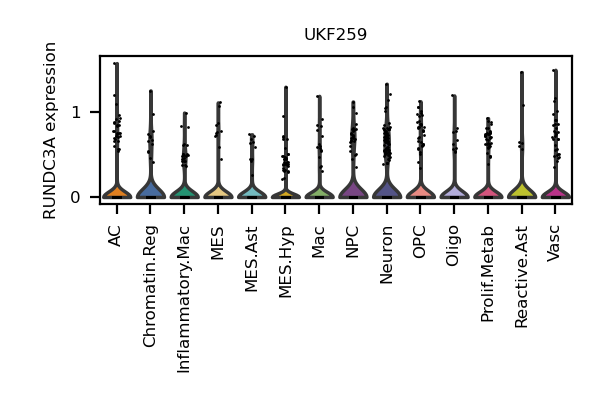 UKF259
RUNDC3A expression
1
0
AC
Chromatin.Reg
Inflammatory.Mac
MES
MES.Ast
MES.Hyp
Mac
NPC
Neuron
OPC
Oligo
Prolif.Metab
Reactive.Ast
Vasc